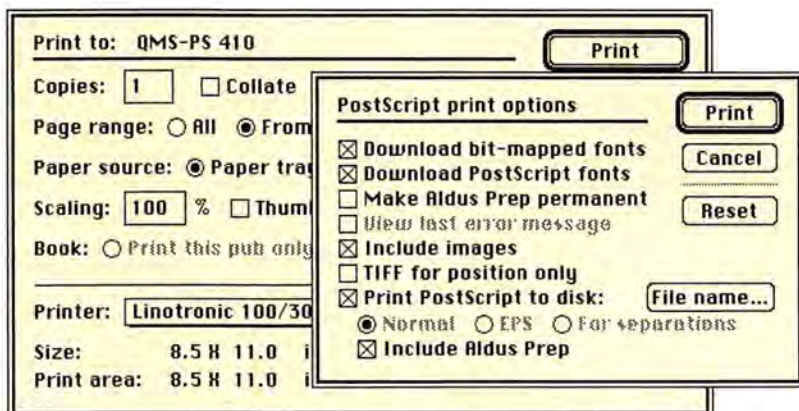 Print to: QMS-PS 410
Print
Copies: 1 Collate
Page range: All From
Paper source: Paper tray
Scaling: 100 % Thumb
Book: Print this pub only
Printer: Linotronic 100/30
Size: 8.5 X 11.0 i
Print area: 8.5 X 11.0 i
PostScript print options
Print
Download bit-mapped fonts
Cancel
Download PostScript fonts
Make Aldus Prep permanent
Reset
View last error message
Include images
TIFF for position only
Print PostScript to disk: File name...
Normal EPS For separations
Include Aldus Prep